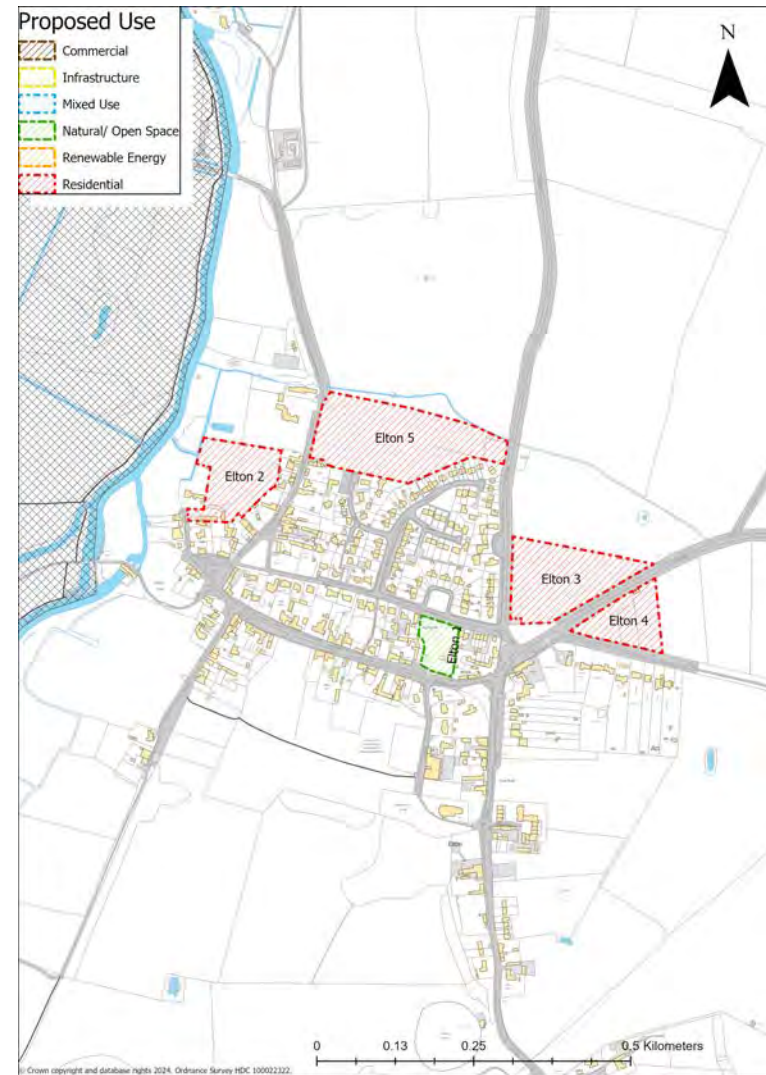 Proposed Use
Commercial
Infrastructure
Mixed Use
Natural/ Open Space
Renewable Energy
Residential
N
Elton 5
Elton 2
Elton 3
Elton 4
Elton 1
0 0.13 0.25 0.5 Kilometers
© Crown copyright and database rights 2024. Ordnance Survey HDC 100022322.